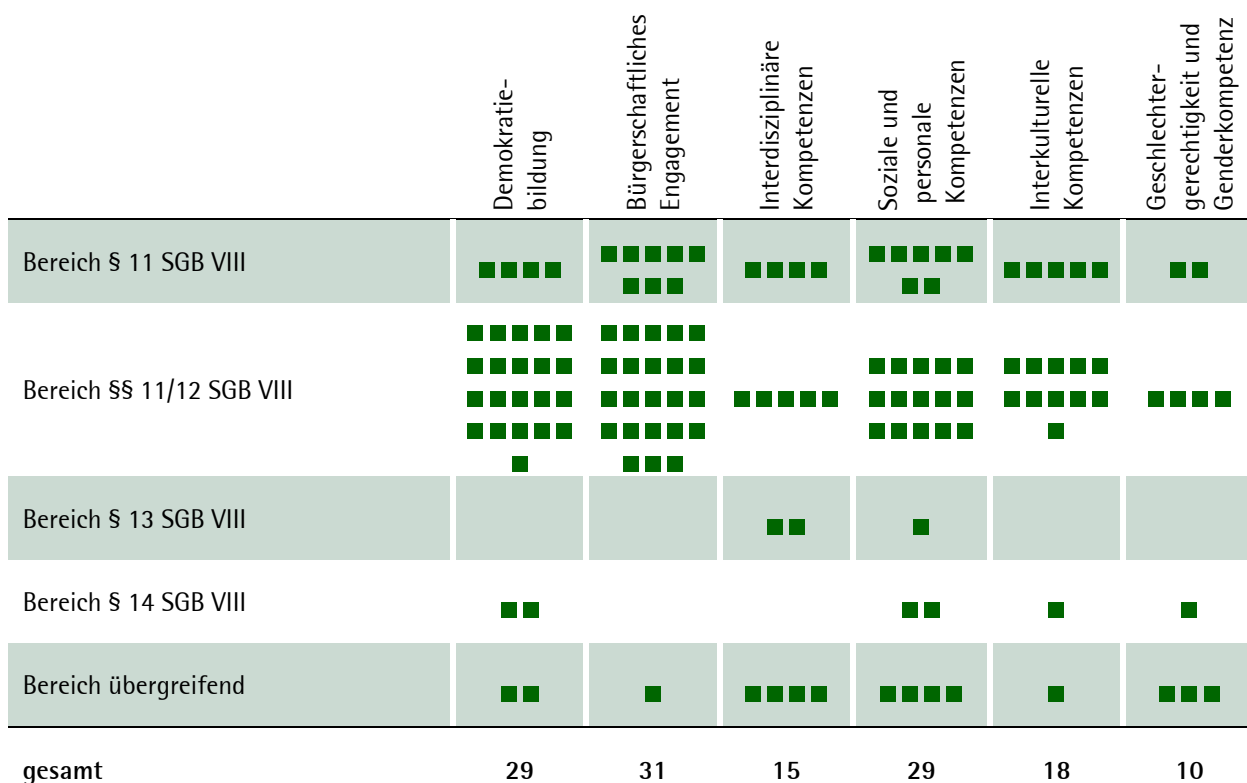 Demokratie-
bildung
Bürgerschaftliches
Engagement
Interdisziplinäre
Kompetenzen
Soziale und
personale
Kompetenzen
Interkulturelle
Kompetenzen
Geschlechter-
gerechtigkeit und
Genderkompetenz
Bereich § 11 SGB VIII
Bereich §§ 11/12 SGB VIII
Bereich § 13 SGB VIII
Bereich § 14 SGB VIII
Bereich übergreifend
gesamt 29 31 15 29 18 10